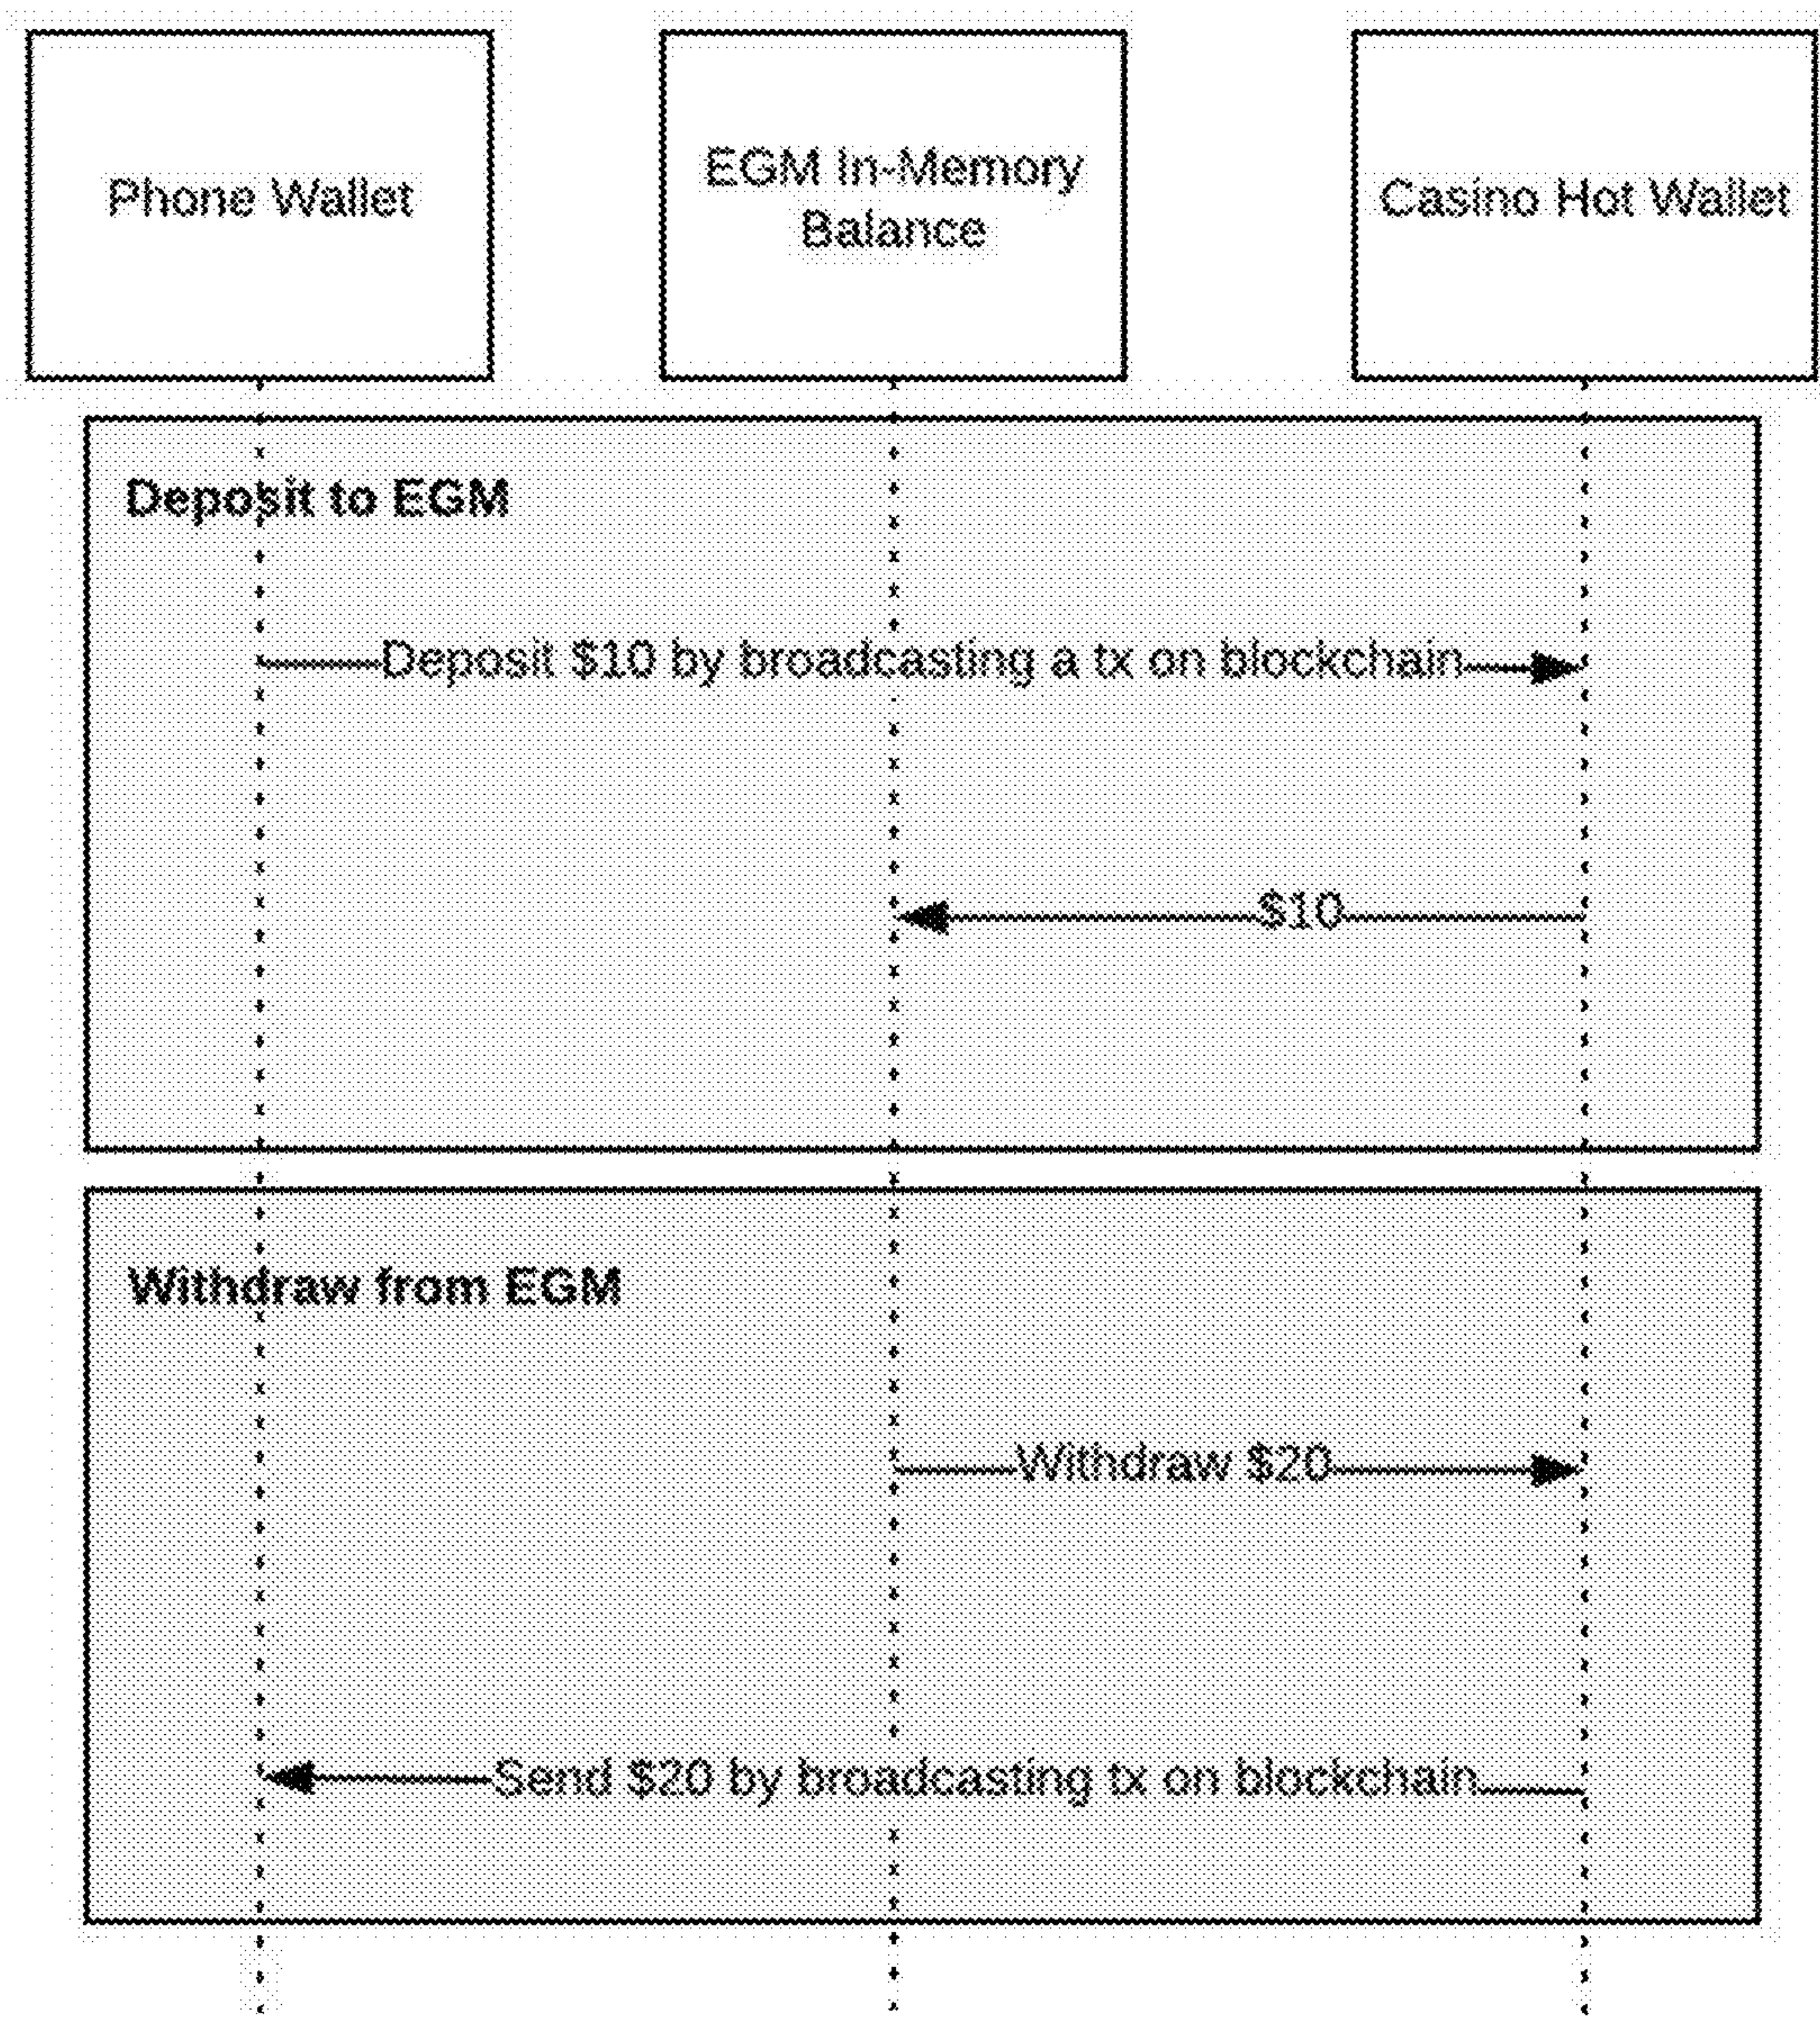 Phone Wallet
EGM In-Memory
Balance
Casino Hot Wallet
Deposit to EGM
Deposit $10 by broadcasting a tx on blockchain
$10
Withdraw from EGM
Withdraw $20
Send $20 by broadcasting tx on blockchain